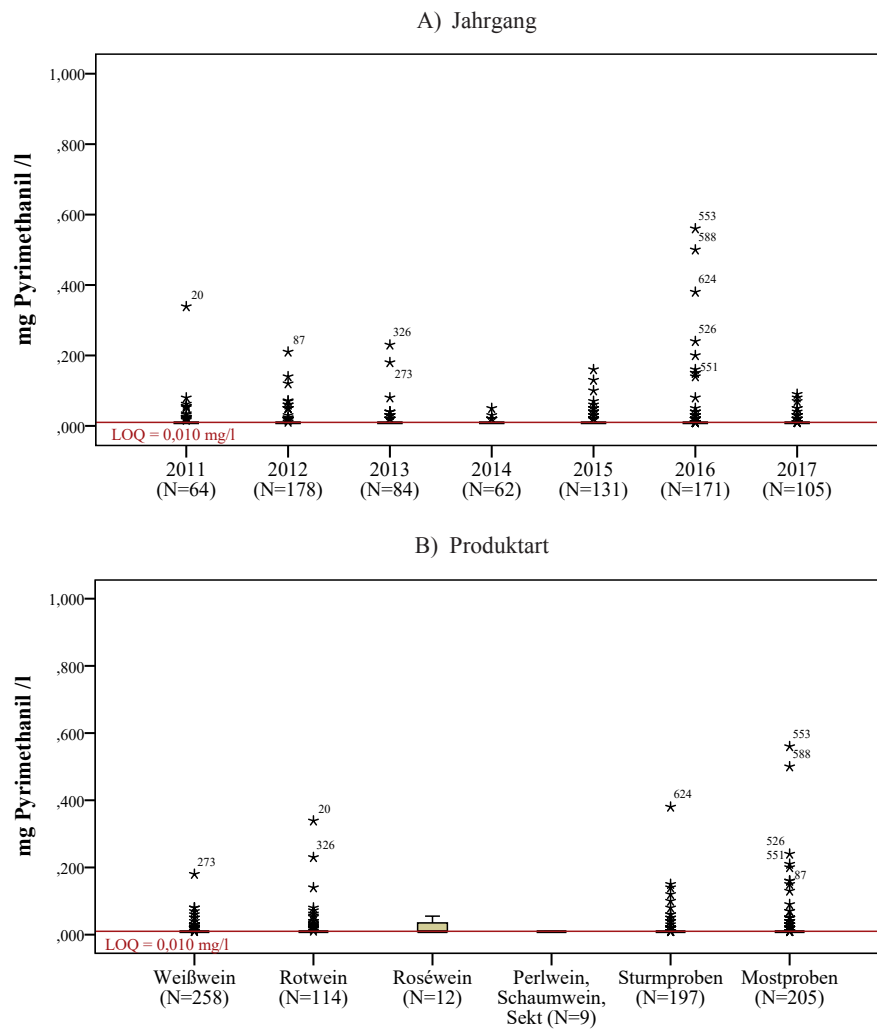 A) Jahrgang
mg Pyrimethanil /l
1,000
,800
,600
,400
,200
,000
553
588
624
20
526
326
87
273
551
LOQ = 0,010 mg/l
2011 2012 2013 2014 2015 2016 2017
(N=64) (N=178) (N=84) (N=62) (N=131) (N=171) (N=105)
B) Produktart
mg Pyrimethanil /l
1,000
,800
,600
,400
,200
,000
553
588
624
20
326
526
551
273
87
LOQ = 0,010 mg/l
Weißwein Rotwein Roséwein Perlwein, Sturmproben Mostproben
(N=258) (N=114) (N=12) Schaumwein, (N=197) (N=205)
Sekt (N=9)